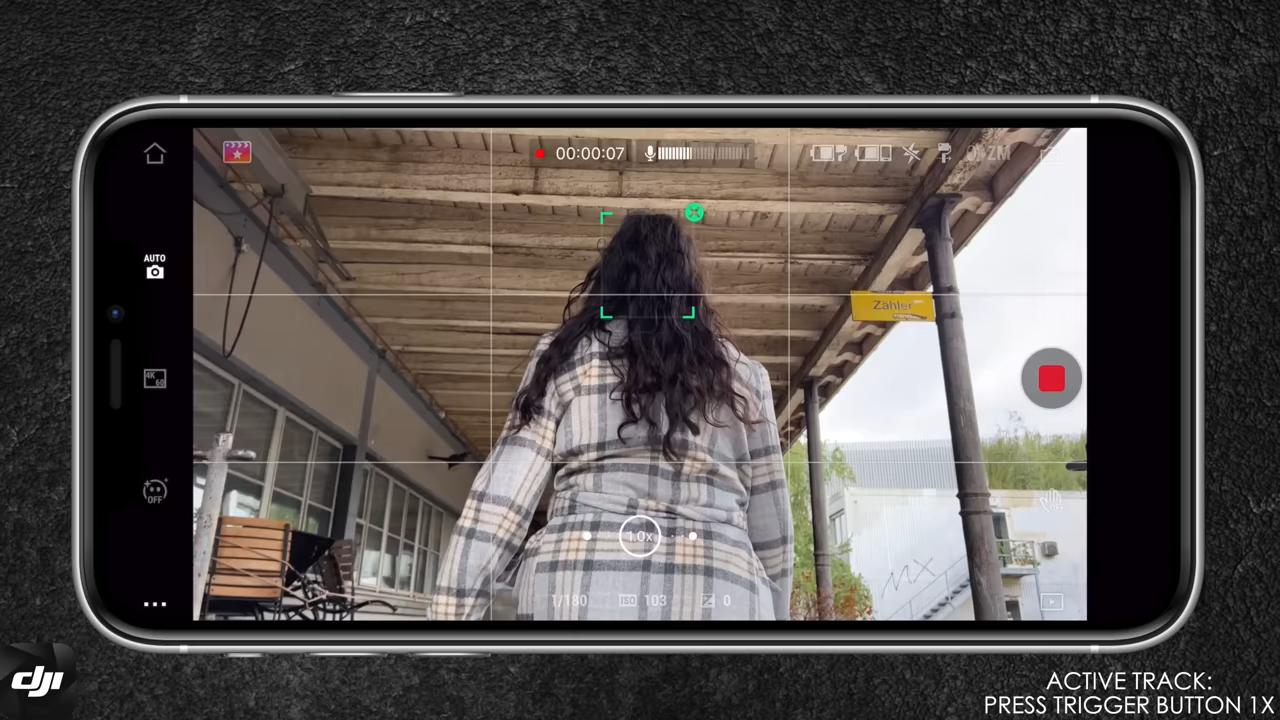 00:00:07
AUTO
Zähler
4K
60
OFF
1.0x
MX
1/180
ISO 103
0
dji
ACTIVE TRACK:
PRESS TRIGGER BUTTON 1X